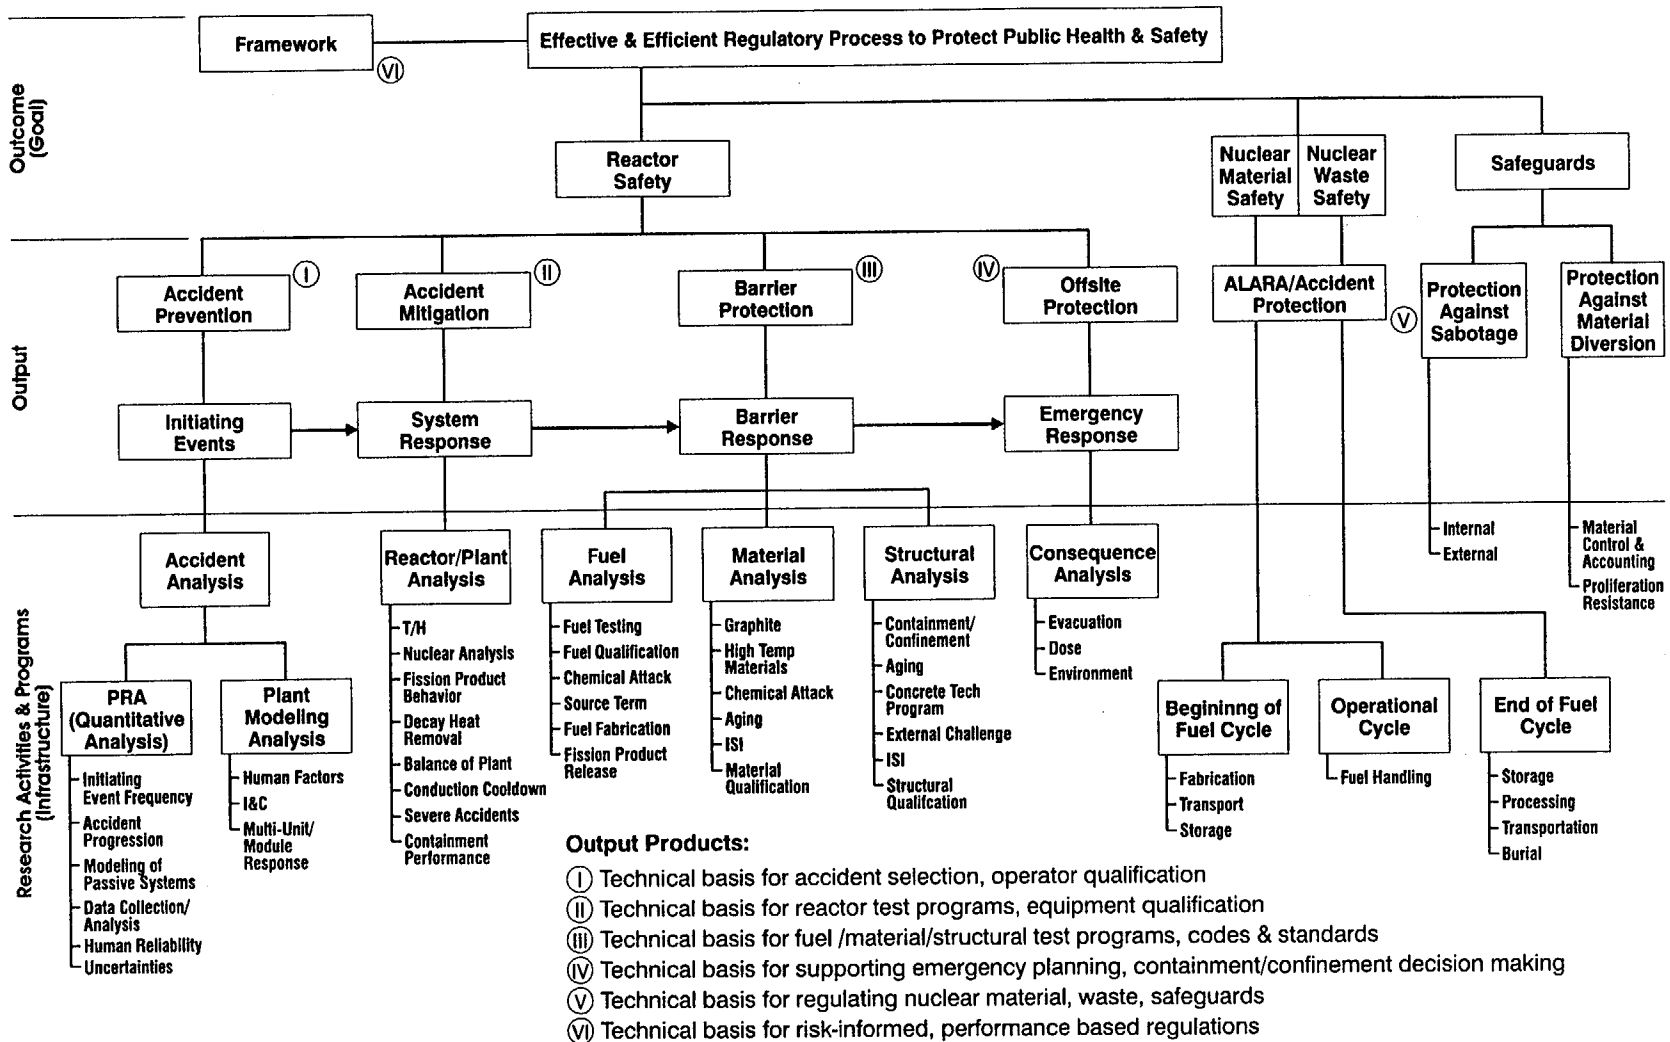 Framework
VI
Effective & Efficient Regulatory Process to Protect Public Health & Safety
Outcome
(Goal)
Reactor
Safety
Nuclear
Material
Safety
Nuclear
Waste
Safety
Safeguards
Output
Accident
Prevention
I
Accident
Mitigation
II
Barrier
Protection
III
IV
Offsite
Protection
ALARA/Accident
Protection
V
Protection
Against
Sabotage
Protection
Against
Material
Diversion
Initiating
Events
System
Response
Barrier
Response
Emergency
Response
Internal
External
Material
Control &
Accounting
Proliferation
Resistance
Research Activities & Programs
(Infrastructure)
Accident
Analysis
Reactor/Plant
Analysis
Fuel
Analysis
Material
Analysis
Structural
Analysis
Consequence
Analysis
PRA
(Quantitative
Analysis)
Initiating
Event Frequency
Accident
Progression
Modeling of
Passive Systems
Data Collection/
Analysis
Human Reliability
Uncertainties
Plant
Modeling
Analysis
Human Factors
I&C
Multi-Unit/
Module
Response
T/H
Nuclear Analysis
Fission Product
Behavior
Decay Heat
Removal
Balance of Plant
Conduction Cooldown
Severe Accidents
Containment
Performance
Fuel Testing
Fuel Qualification
Chemical Attack
Source Term
Fuel Fabrication
Fission Product
Release
Graphite
High Temp
Materials
Chemical Attack
Aging
ISI
Material
Qualification
Containment/
Confinement
Aging
Concrete Tech
Program
External Challenge
ISI
Structural
Qualifcation
Evacuation
Dose
Environment
Begininng of
Fuel Cycle
Fabrication
Transport
Storage
Operational
Cycle
Fuel Handling
End of Fuel
Cycle
Storage
Processing
Transportation
Burial
Output Products:
I Technical basis for accident selection, operator qualification
II Technical basis for reactor test programs, equipment qualification
III Technical basis for fuel /material/structural test programs, codes & standards
IV Technical basis for supporting emergency planning, containment/confinement decision making
V Technical basis for regulating nuclear material, waste, safeguards
VI Technical basis for risk-informed, performance based regulations